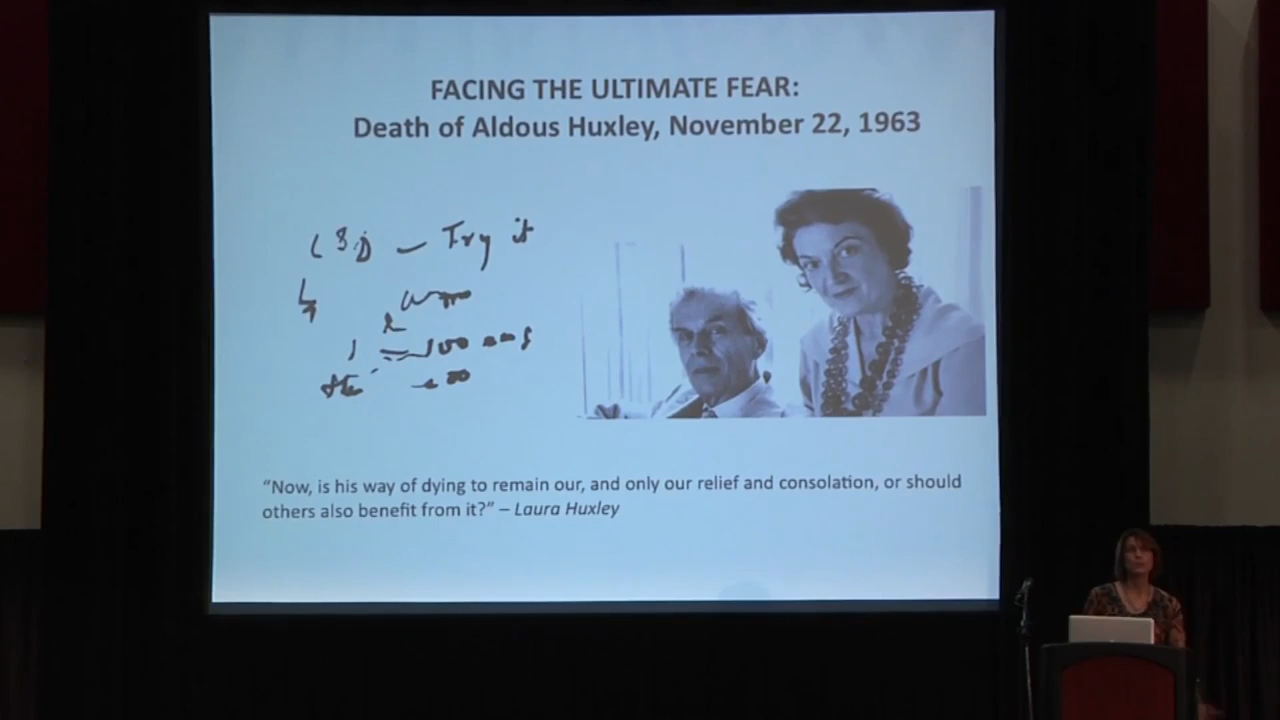 FACING THE ULTIMATE FEAR:
Death of Aldous Huxley, November 22, 1963
LSD – Try it
“Now, is his way of dying to remain our, and only our relief and consolation, or should
others also benefit from it?” – Laura Huxley